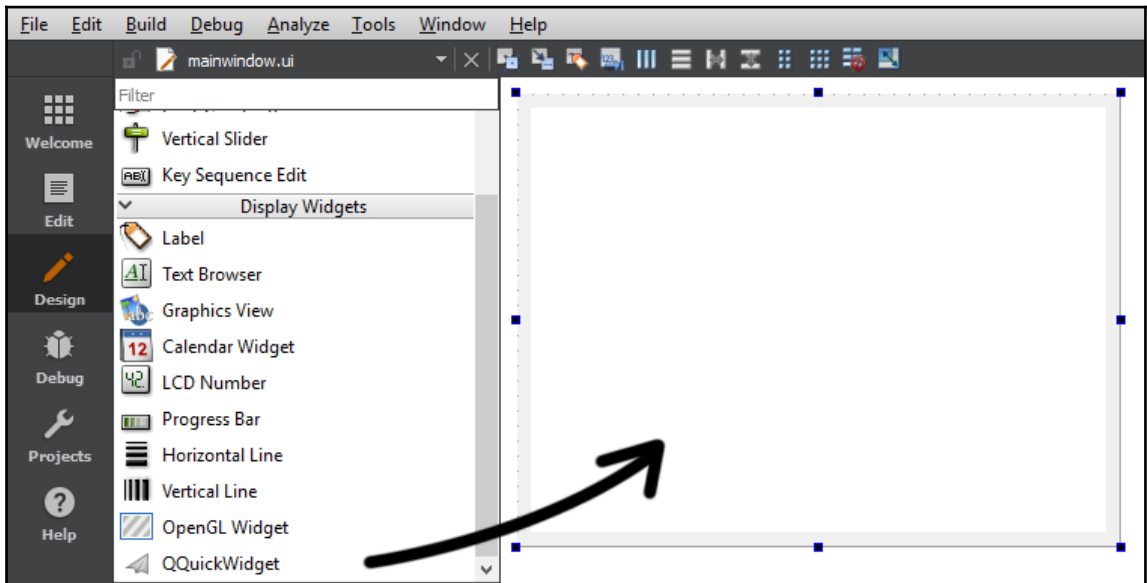 File Edit Build Debug Analyze Tools Window Help
mainwindow.ui
Welcome
Edit
Design
Debug
Projects
Help
Filter
Vertical Slider
Key Sequence Edit
Display Widgets
Label
Text Browser
Graphics View
Calendar Widget
LCD Number
Progress Bar
Horizontal Line
Vertical Line
OpenGL Widget
QQuickWidget